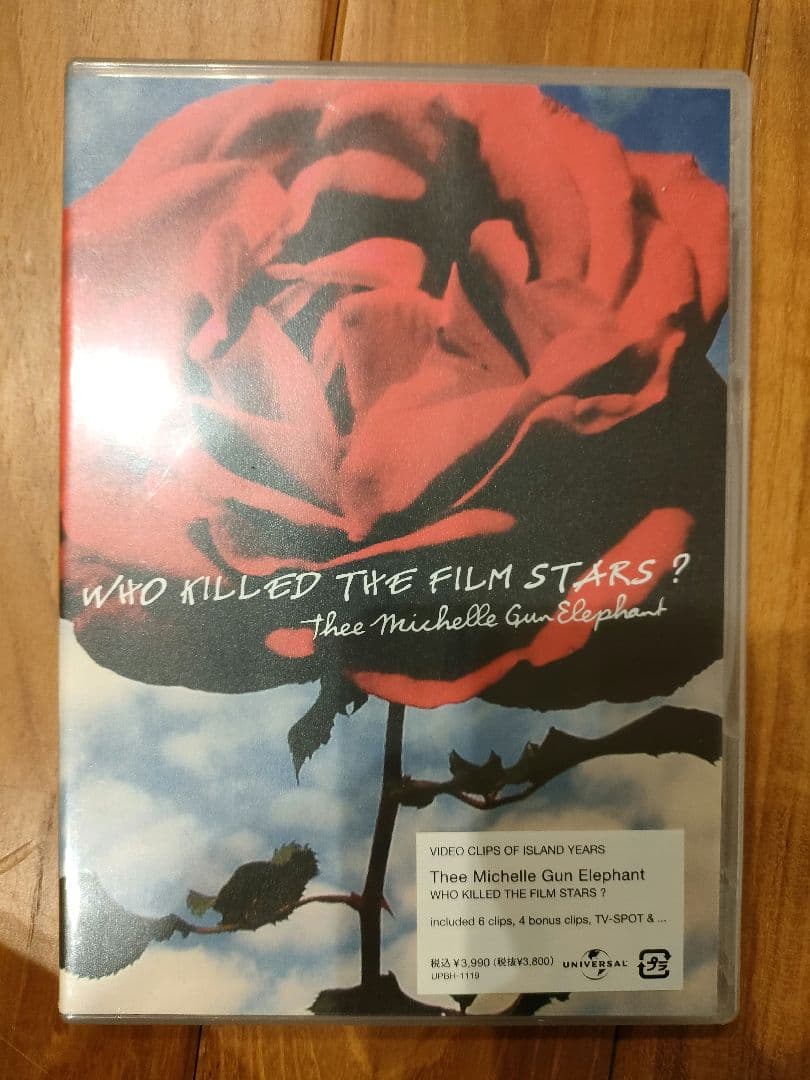 WHO KILLED THE FILM STARS ?
Thee Michelle Gun Elephant
VIDEO CLIPS OF ISLAND YEARS
Thee Michelle Gun Elephant
WHO KILLED THE FILM STARS ?
included 6 clips, 4 bonus clips, TV-SPOT & ...
税込 ¥3,990 (税抜¥3,800) UNIVERSAL プラ
UPBH-1119